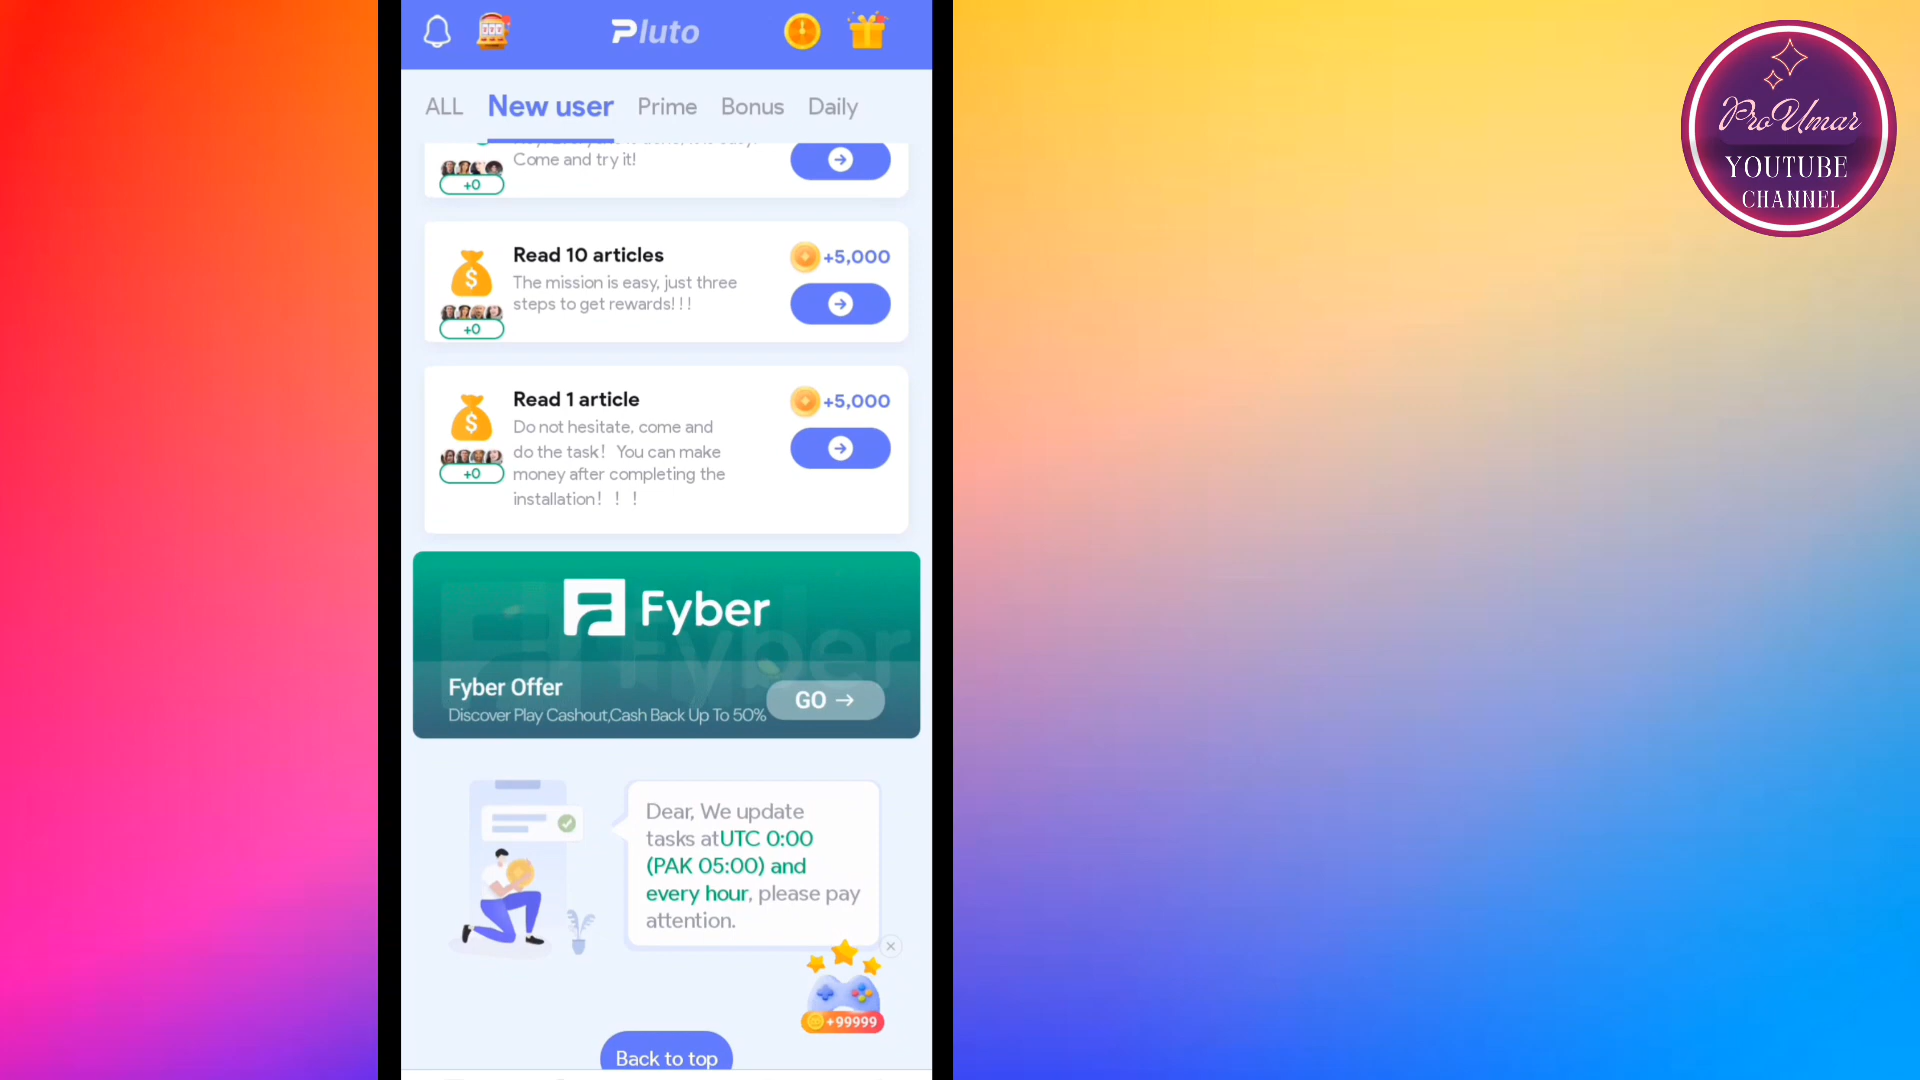 Pluto
ALL New user Prime Bonus Daily
Come and try it!
+0
Read 10 articles
+5,000
The mission is easy, just three
steps to get rewards!!!
+0
Read 1 article
+5,000
Do not hesitate, come and
do the task! You can make
money after completing the
installation! ! !
+0
Fyber
Fyber Offer
GO →
Discover Play Cashout,Cash Back Up To 50%
Dear, We update
tasks atUTC 0:00
(PAK 05:00) and
every hour, please pay
attention.
+99999
Back to top
ProUmar
YOUTUBE
CHANNEL